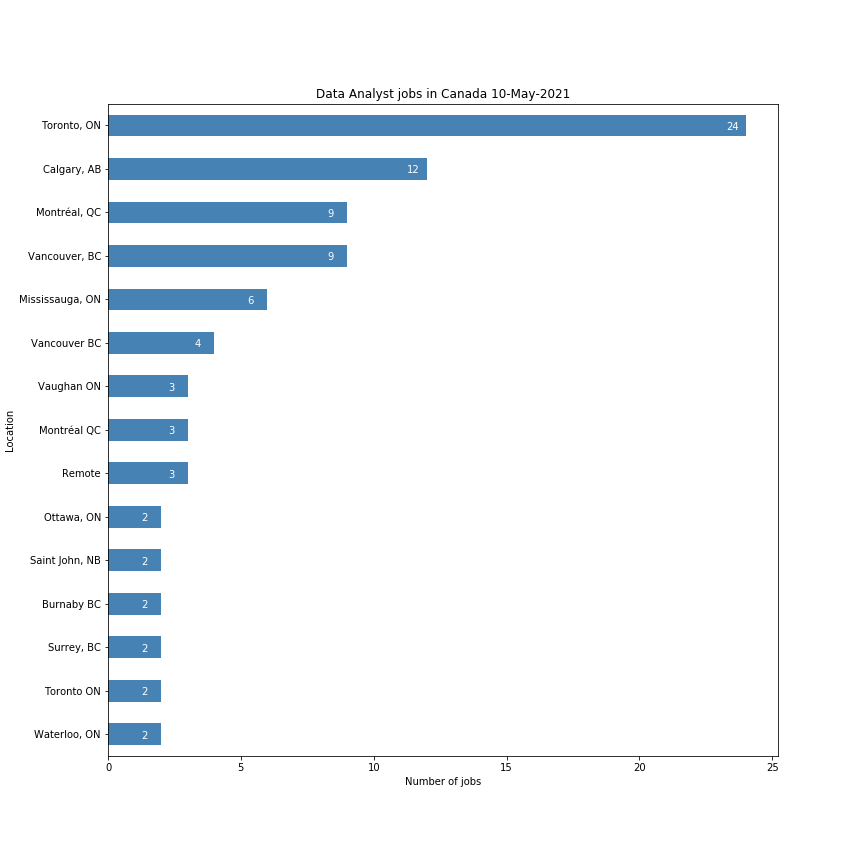 Data Analyst jobs in Canada 10-May-2021
Toronto, ON 24
Calgary, AB 12
Montréal, QC 9
Vancouver, BC 9
Mississauga, ON 6
Vancouver BC 4
Vaughan ON 3
Montréal QC 3
Remote 3
Ottawa, ON 2
Saint John, NB 2
Burnaby BC 2
Surrey, BC 2
Toronto ON 2
Waterloo, ON 2
Location
0 5 10 15 20 25
Number of jobs